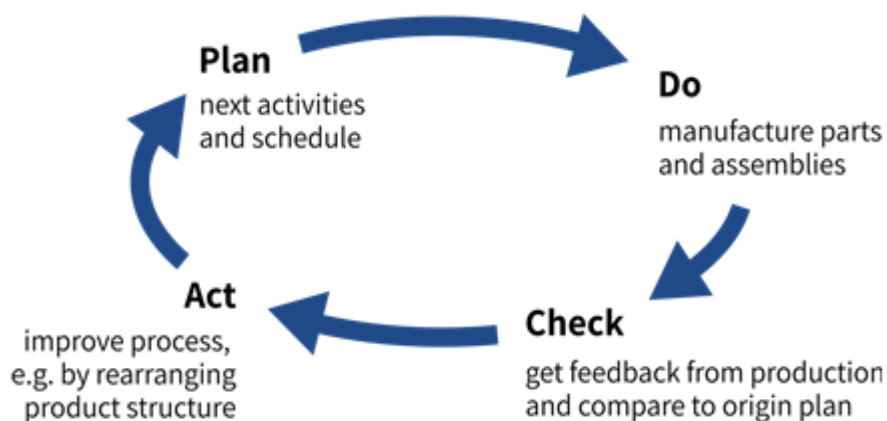 Plan
next activities
and schedule
Do
manufacture parts
and assemblies
Check
get feedback from production
and compare to origin plan
Act
improve process,
e.g. by rearranging
product structure